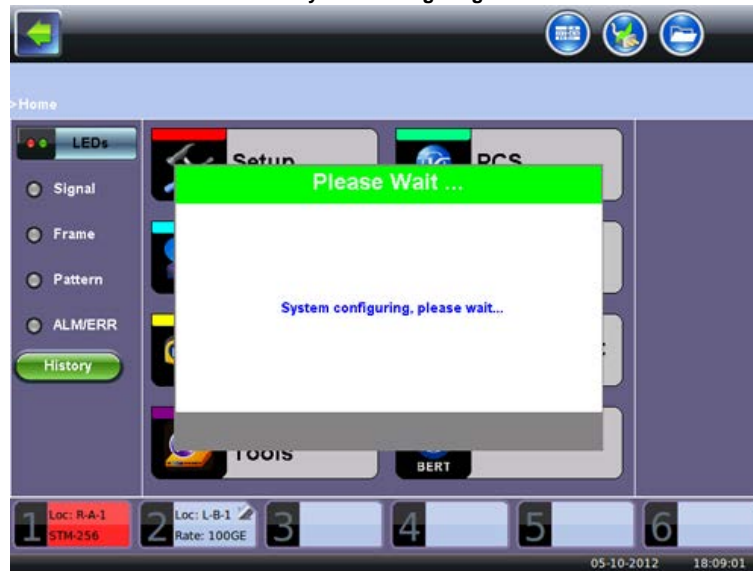 >Home
LEDs
Signal
Frame
Pattern
ALM/ERR
History
Setup
PCS
Please Wait ...
System configuring, please wait...
Tools
BERT
1
Loc: R-A-1
STM-256
2
Loc: L-B-1
Rate: 100GE
3
4
5
6
05-10-2012 18:09:01